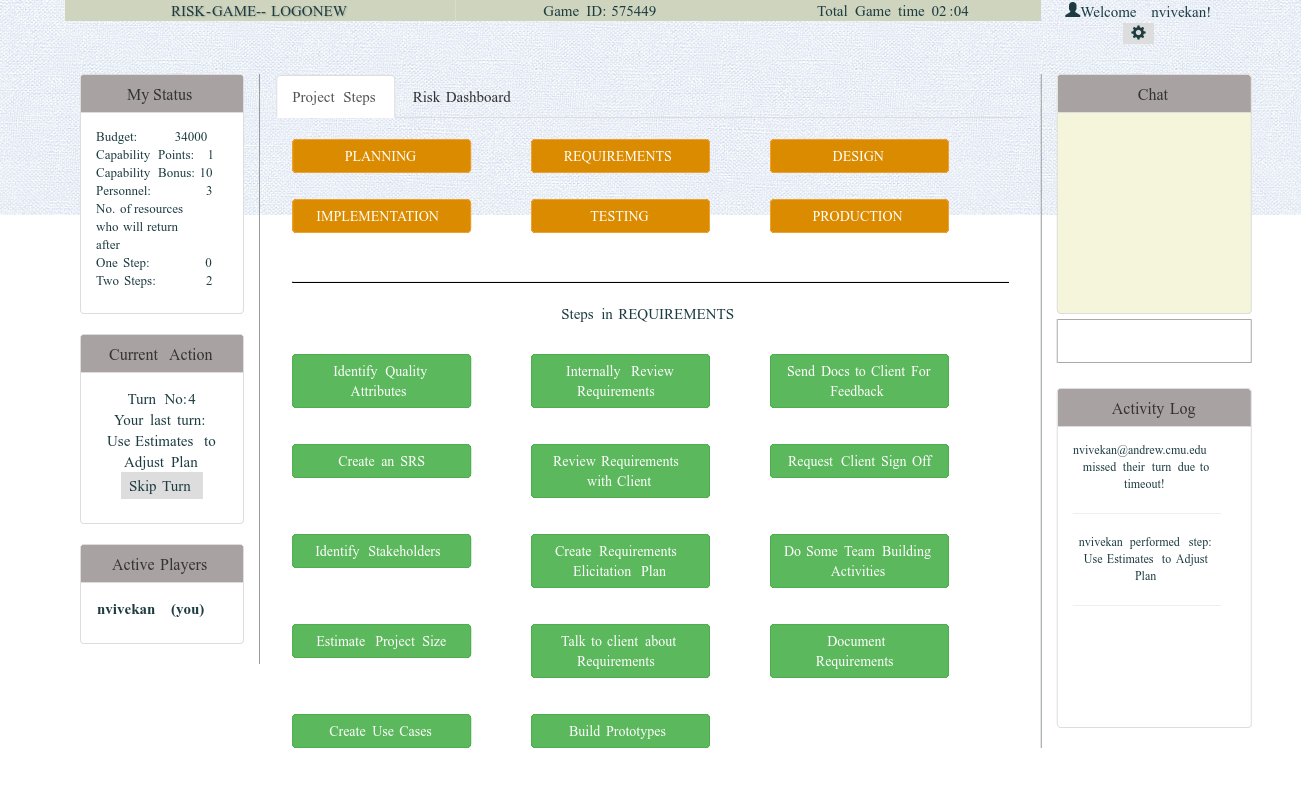 RISK-GAME-- LOGONEW
Game ID: 575449
Total Game time 02:04
Welcome nvivekan!
My Status
Budget: 34000
Capability Points: 1
Capability Bonus: 10
Personnel: 3
No. of resources
who will return
after
One Step: 0
Two Steps: 2
Current Action
Turn No:4
Your last turn:
Use Estimates to
Adjust Plan
Skip Turn
Active Players
nvivekan (you)
Project Steps
Risk Dashboard
PLANNING
REQUIREMENTS
DESIGN
IMPLEMENTATION
TESTING
PRODUCTION
Steps in REQUIREMENTS
Identify Quality
Attributes
Internally Review
Requirements
Send Docs to Client For
Feedback
Create an SRS
Review Requirements
with Client
Request Client Sign Off
Identify Stakeholders
Create Requirements
Elicitation Plan
Do Some Team Building
Activities
Estimate Project Size
Talk to client about
Requirements
Document
Requirements
Create Use Cases
Build Prototypes
Chat
Activity Log
nvivekan@andrew.cmu.edu
missed their turn due to
timeout!
nvivekan performed step:
Use Estimates to Adjust
Plan